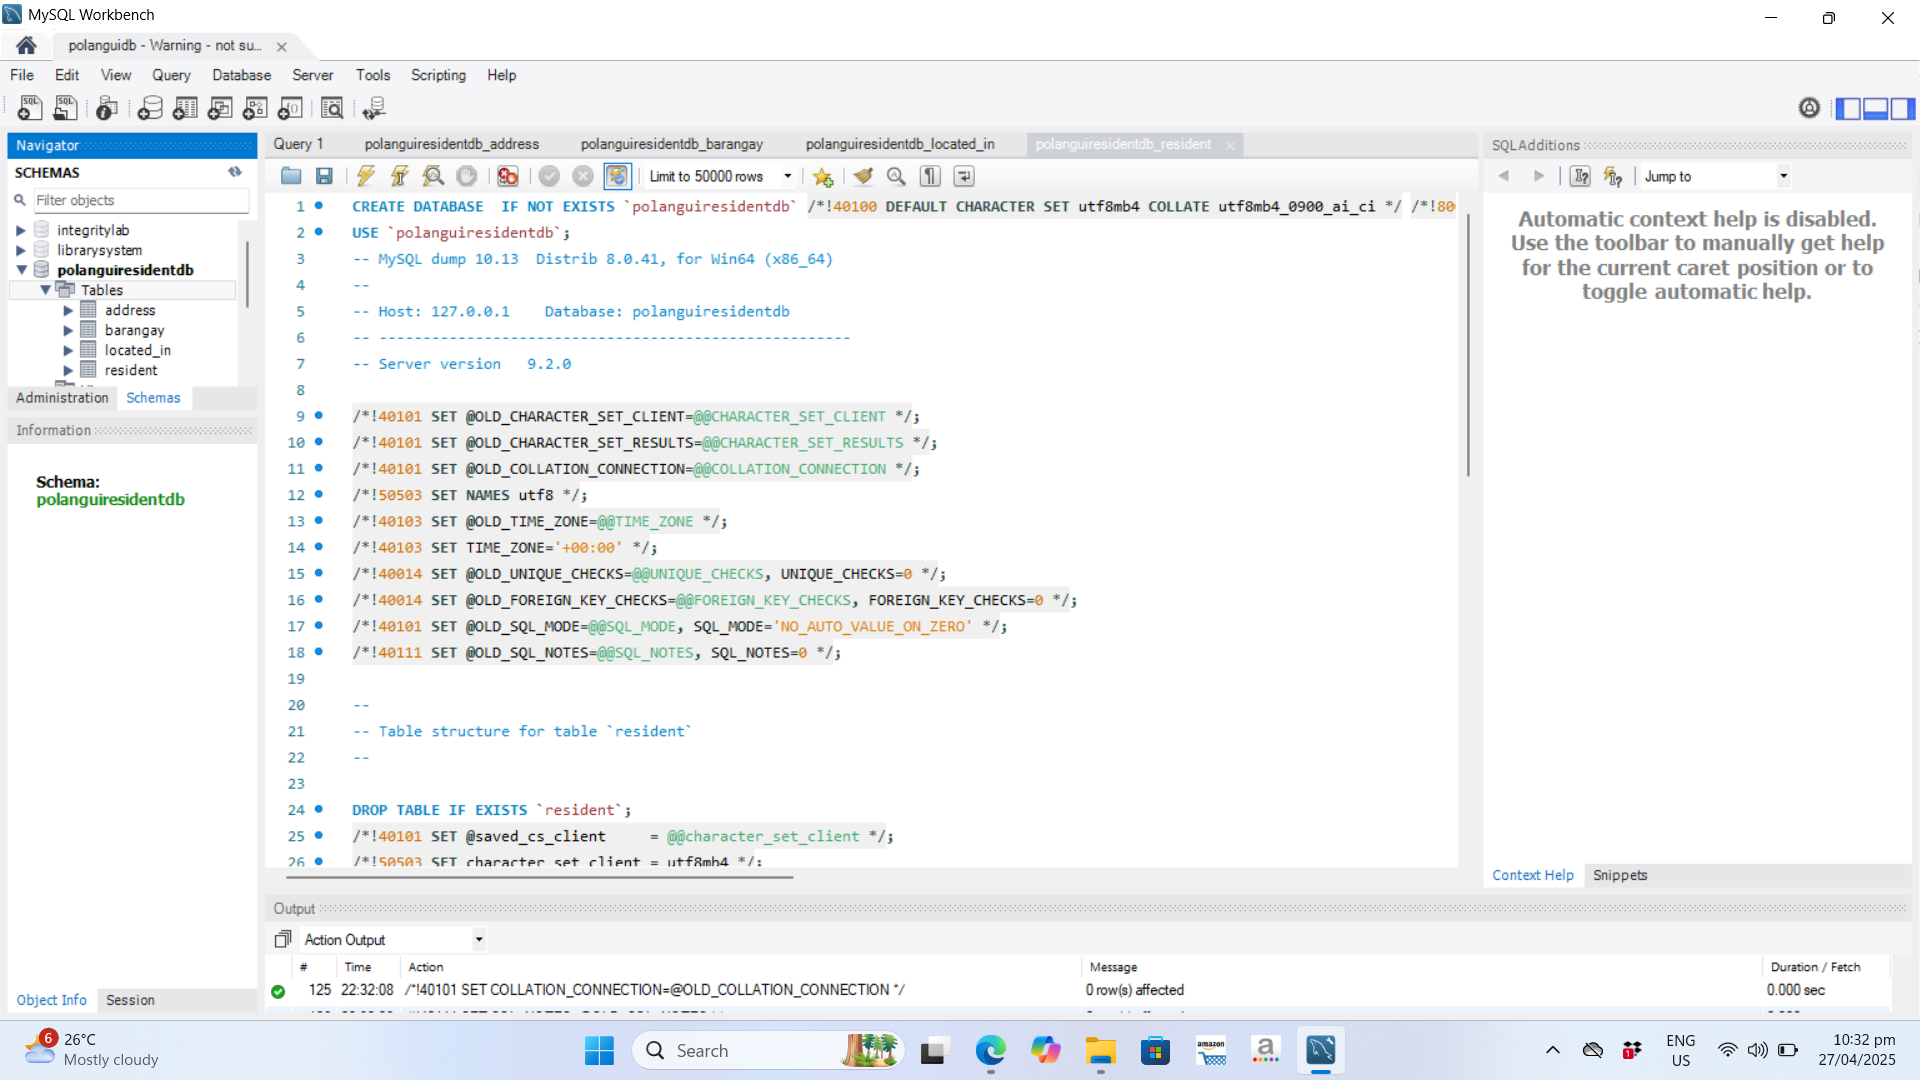 MySQL Workbench
polanguidb - Warning - not su...
File Edit View Query Database Server Tools Scripting Help
Navigator
SCHEMAS
Filter objects
integritylab
librarysystem
polanguiresidentdb
Tables
address
barangay
located_in
resident
Administration Schemas
Information
Schema:
polanguiresidentdb
Object Info Session
Query 1 polanguiresidentdb_address polanguiresidentdb_barangay polanguiresidentdb_located_in polanguiresidentdb_resident
Limit to 50000 rows
1 CREATE DATABASE  IF NOT EXISTS `polanguiresidentdb` /*!40100 DEFAULT CHARACTER SET utf8mb4 COLLATE utf8mb4_0900_ai_ci */ /*!80
2 USE `polanguiresidentdb`;
3 -- MySQL dump 10.13  Distrib 8.0.41, for Win64 (x86_64)
4 --
5 -- Host: 127.0.0.1    Database: polanguiresidentdb
6 -- ------------------------------------------------------
7 -- Server version   9.2.0
8
9 /*!40101 SET @OLD_CHARACTER_SET_CLIENT=@@CHARACTER_SET_CLIENT */;
10 /*!40101 SET @OLD_CHARACTER_SET_RESULTS=@@CHARACTER_SET_RESULTS */;
11 /*!40101 SET @OLD_COLLATION_CONNECTION=@@COLLATION_CONNECTION */;
12 /*!50503 SET NAMES utf8 */;
13 /*!40103 SET @OLD_TIME_ZONE=@@TIME_ZONE */;
14 /*!40103 SET TIME_ZONE='+00:00' */;
15 /*!40014 SET @OLD_UNIQUE_CHECKS=@@UNIQUE_CHECKS, UNIQUE_CHECKS=0 */;
16 /*!40014 SET @OLD_FOREIGN_KEY_CHECKS=@@FOREIGN_KEY_CHECKS, FOREIGN_KEY_CHECKS=0 */;
17 /*!40101 SET @OLD_SQL_MODE=@@SQL_MODE, SQL_MODE='NO_AUTO_VALUE_ON_ZERO' */;
18 /*!40111 SET @OLD_SQL_NOTES=@@SQL_NOTES, SQL_NOTES=0 */;
19
20 --
21 -- Table structure for table `resident`
22 --
23
24 DROP TABLE IF EXISTS `resident`;
25 /*!40101 SET @saved_cs_client     = @@character_set_client */;
26 /*!50503 SET character_set_client = utf8mb4 */;
SQLAdditions
Jump to
Automatic context help is disabled.
Use the toolbar to manually get help
for the current caret position or to
toggle automatic help.
Context Help Snippets
Output
Action Output
# Time Action Message Duration / Fetch
125 22:32:08 /*!40101 SET COLLATION_CONNECTION=@OLD_COLLATION_CONNECTION */ 0 row(s) affected 0.000 sec
6
26°C
Mostly cloudy
Search
amazon
a
1
ENG
US
10:32 pm
27/04/2025